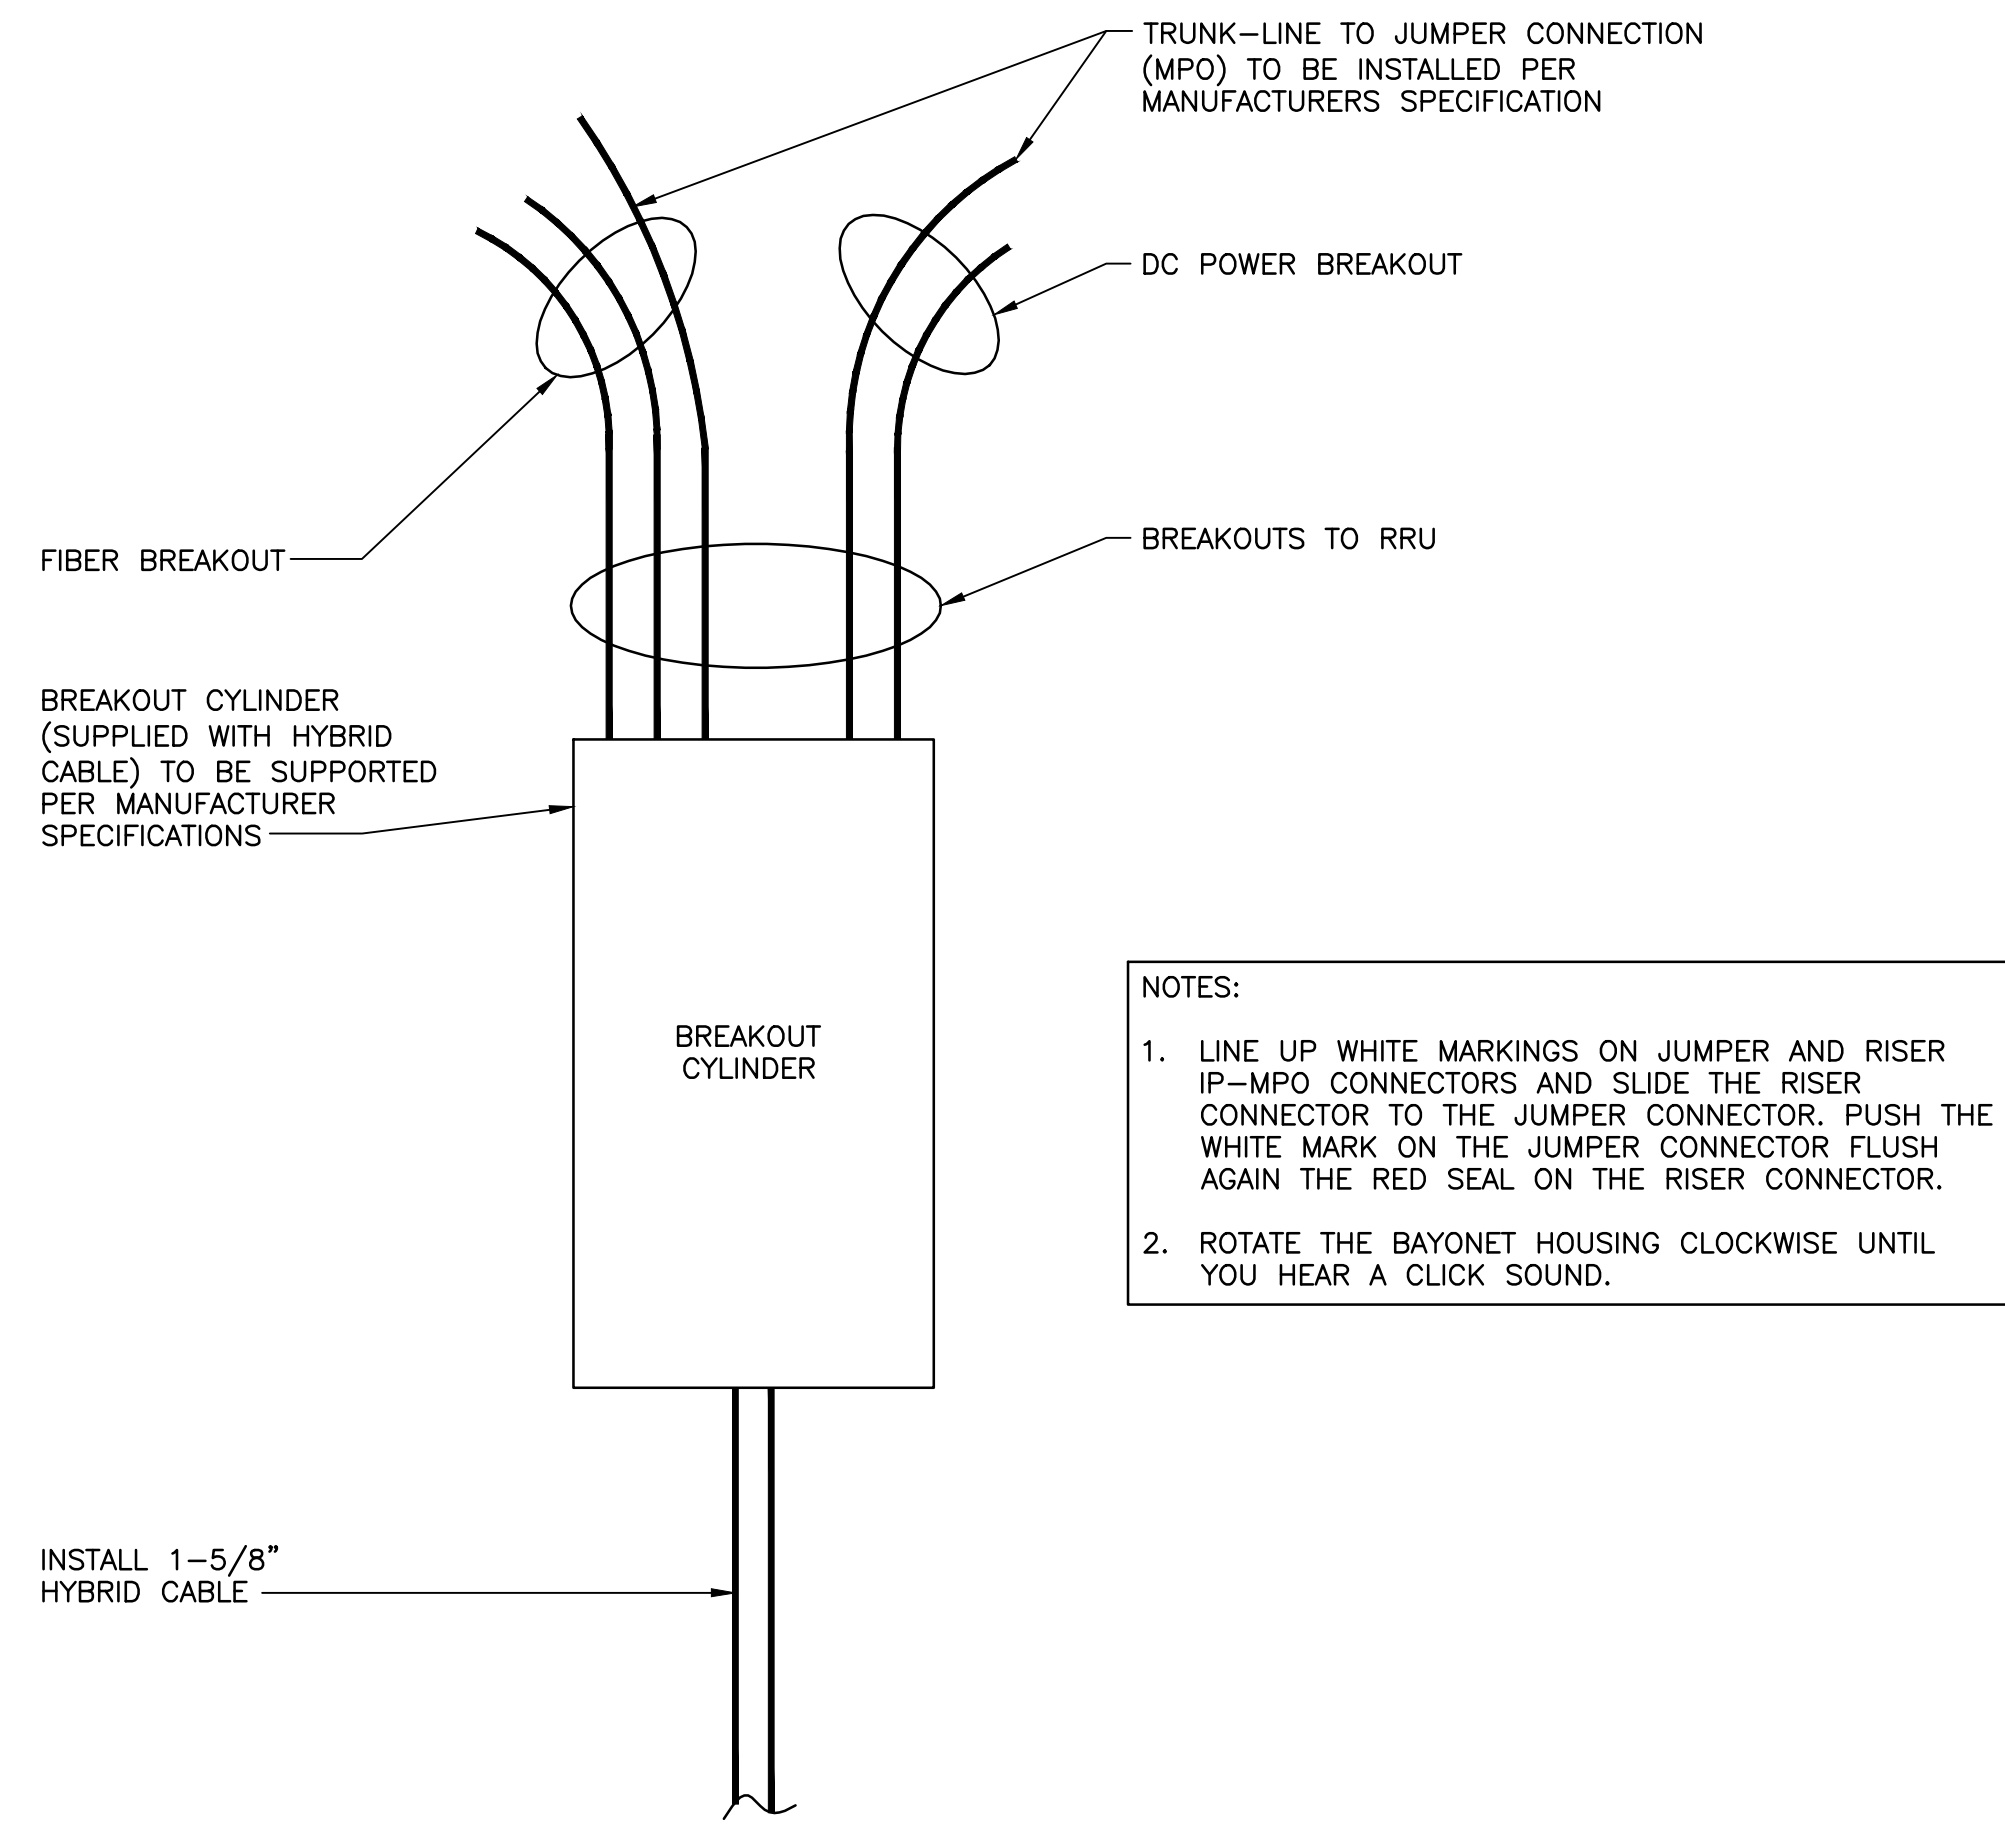 TRUNK-LINE TO JUMPER CONNECTION
(MPO) TO BE INSTALLED PER
MANUFACTURERS SPECIFICATION
DC POWER BREAKOUT
FIBER BREAKOUT
BREAKOUTS TO RRU
BREAKOUT CYLINDER
(SUPPLIED WITH HYBRID
CABLE) TO BE SUPPORTED
PER MANUFACTURER
SPECIFICATIONS
BREAKOUT
CYLINDER
NOTES:
1. LINE UP WHITE MARKINGS ON JUMPER AND RISER
IP-MPO CONNECTORS AND SLIDE THE RISER
CONNECTOR TO THE JUMPER CONNECTOR. PUSH THE
WHITE MARK ON THE JUMPER CONNECTOR FLUSH
AGAIN THE RED SEAL ON THE RISER CONNECTOR.
2. ROTATE THE BAYONET HOUSING CLOCKWISE UNTIL
YOU HEAR A CLICK SOUND.
INSTALL 1-5/8"
HYBRID CABLE